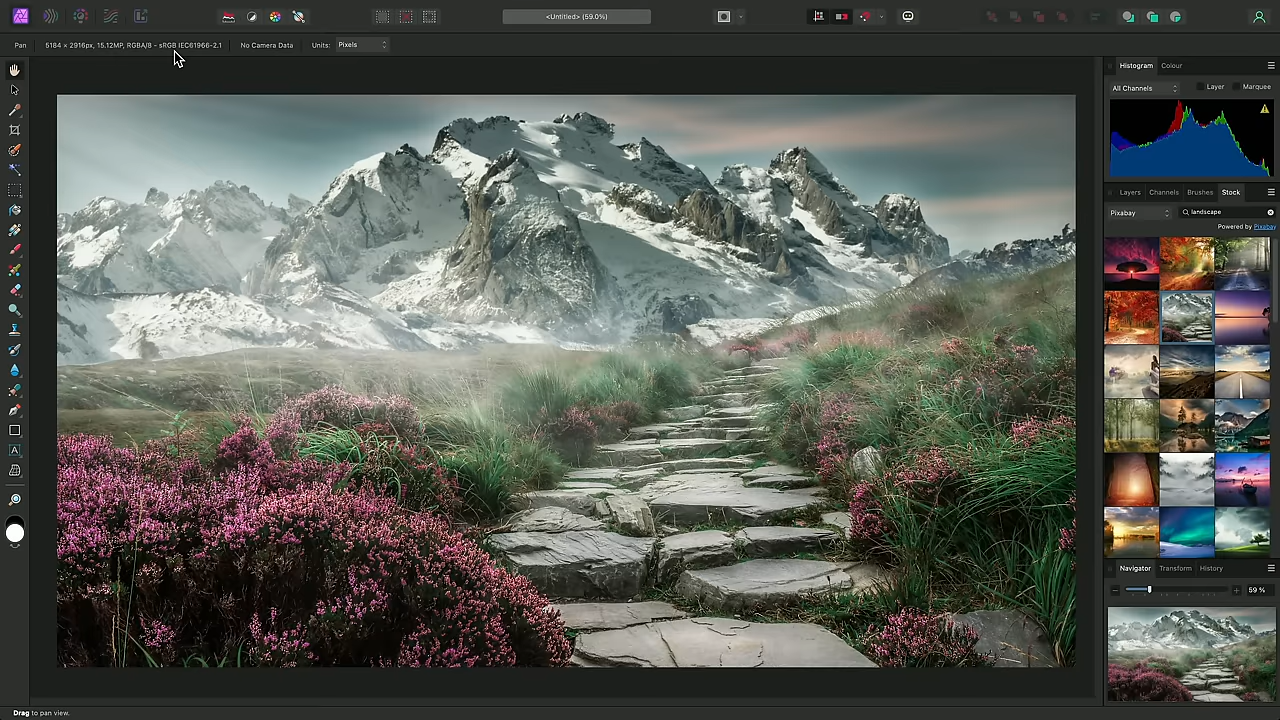 <Untitled> (59.0%)
Pan
5184 × 2916px, 15.12MP, RGBA/8 - sRGB IEC61966-2.1
No Camera Data
Units:
Pixels
Histogram
Colour
All Channels
Layer
Marquee
Layers
Channels
Brushes
Stock
Pixabay
landscape
Powered by Pixabay
Navigator
Transform
History
59 %
Drag to pan view.